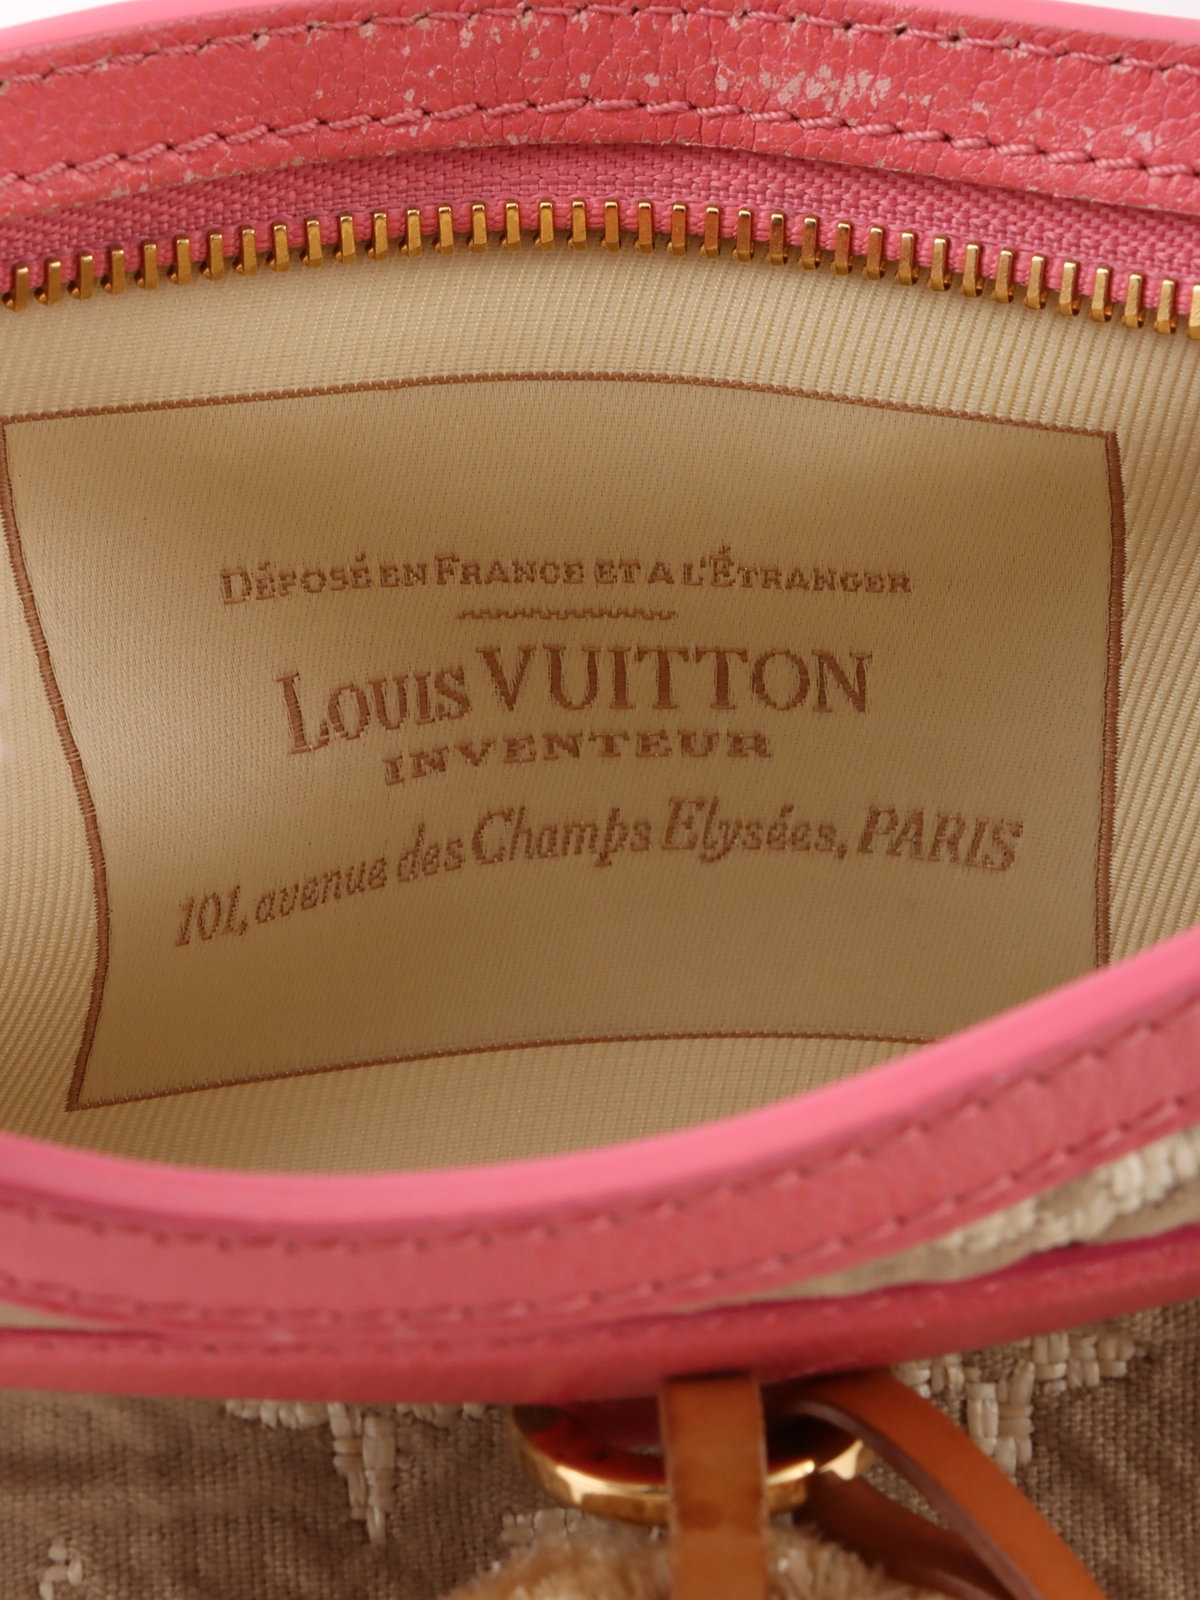 DÉPOSÉ EN FRANCE ET A L'ÉTRANGER
LOUIS VUITTON
INVENTEUR
101, avenue des Champs Elysées, PARIS